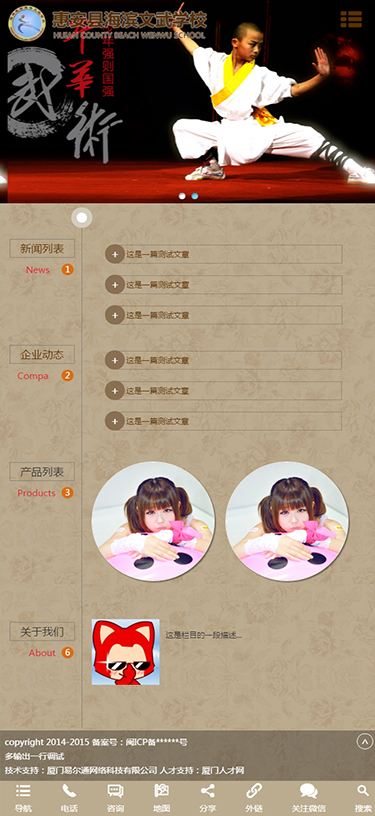 惠安县海滨文武学校
HUIAN COUNTY BEACH WENWU SCHOOL
年强则国强
中华
武術
新闻列表
News 1
这是一篇测试文章
这是一篇测试文章
这是一篇测试文章
企业动态
Compa 2
这是一篇测试文章
这是一篇测试文章
这是一篇测试文章
产品列表
Products 3
关于我们
About 6
这是栏目的一段描述...
copyright 2014-2015 备案号：闽ICP备******号
多输出一行调试
技术支持：厦门易尔通网络科技有限公司 人才支持：厦门人才网
导航 电话 咨询 地图 分享 外链 关注微信 搜索